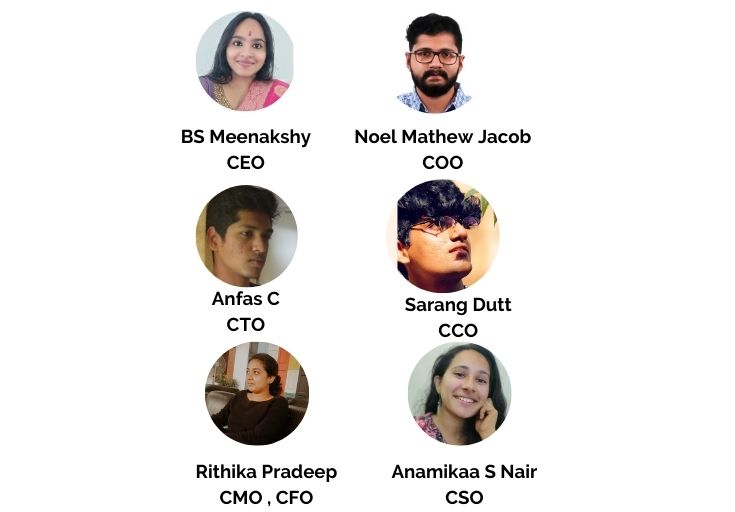 BS Meenakshy
CEO
Noel Mathew Jacob
COO
Anfas C
CTO
Sarang Dutt
CCO
Rithika Pradeep
CMO , CFO
Anamikaa S Nair
CSO